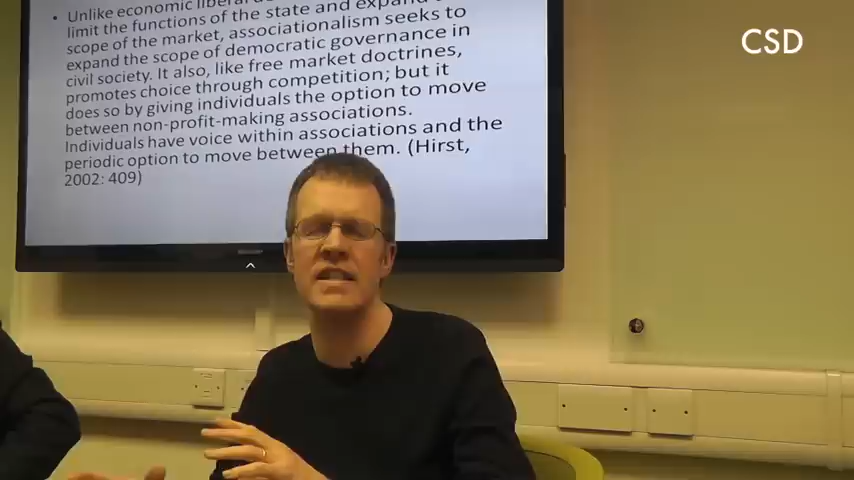 • Unlike economic liberal
limit the functions of the state and expand the
scope of the market, associationalism seeks to
expand the scope of democratic governance in
civil society. It also, like free market doctrines,
promotes choice through competition; but it
does so by giving individuals the option to move
between non-profit-making associations.
Individuals have voice within associations and the
periodic option to move between them. (Hirst,
2002: 409)
CSD